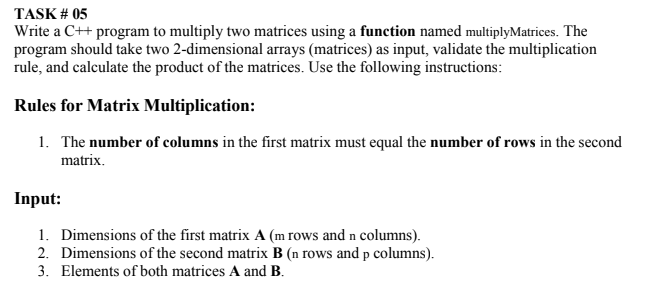 TASK # 05
Write a C++ program to multiply two matrices using a function named multiplyMatrices. The
program should take two 2-dimensional arrays (matrices) as input, validate the multiplication
rule, and calculate the product of the matrices. Use the following instructions:
Rules for Matrix Multiplication:
1. The number of columns in the first matrix must equal the number of rows in the second
matrix.
Input:
1. Dimensions of the first matrix A (m rows and n columns).
2. Dimensions of the second matrix B (n rows and p columns).
3. Elements of both matrices A and B.